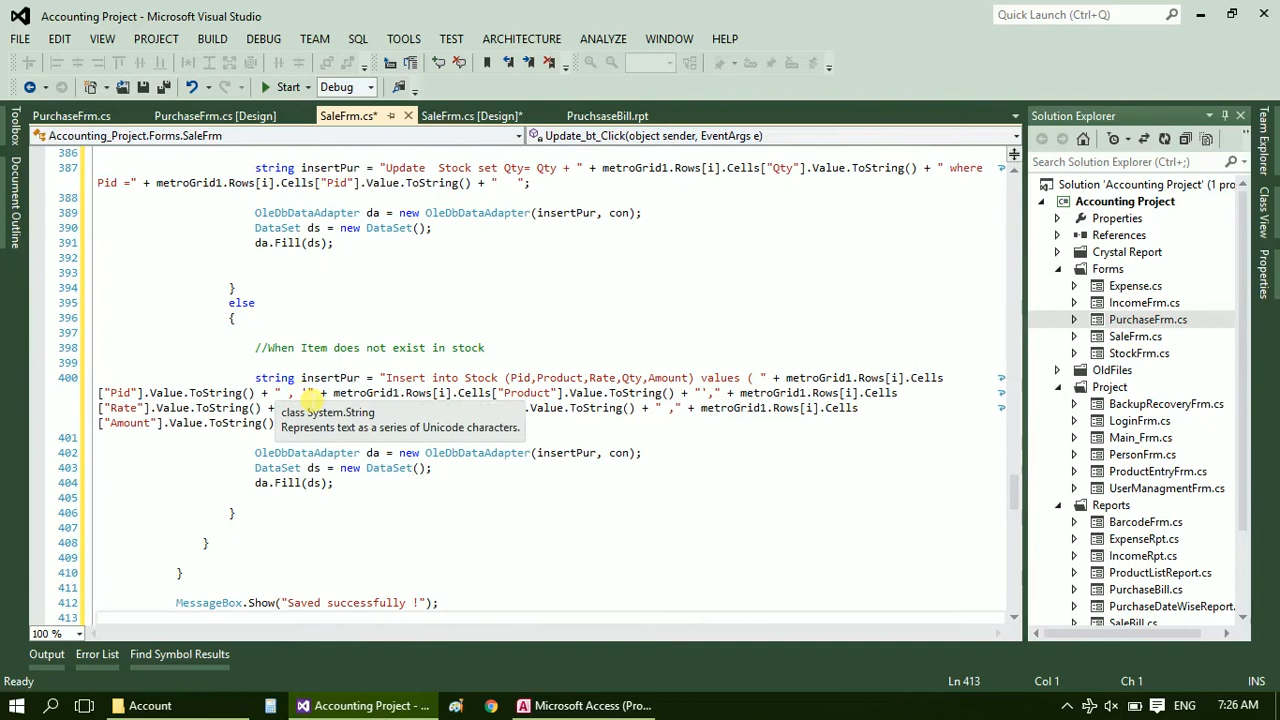 Accounting Project - Microsoft Visual Studio
Quick Launch (Ctrl+Q)
FILE EDIT VIEW PROJECT BUILD DEBUG TEAM SQL TOOLS TEST ARCHITECTURE ANALYZE WINDOW HELP
Start Debug
PurchaseFrm.cs PurchaseFrm.cs [Design] SaleFrm.cs* SaleFrm.cs [Design]* PruchseBill.rpt
Accounting_Project.Forms.SaleFrm Update_bt_Click(object sender, EventArgs e)
Toolbox
Document Outline
386
387 string insertPur = "Update  Stock set Qty= Qty +  " + metroGrid1.Rows[i].Cells["Qty"].Value.ToString() + " where
Pid =" + metroGrid1.Rows[i].Cells["Pid"].Value.ToString() + "  ";
388
389 OleDbDataAdapter da = new OleDbDataAdapter(insertPur, con);
390 DataSet ds = new DataSet();
391 da.Fill(ds);
392
393
394 }
395 else
396 {
397
398 //When Item does not exist in stock
399
400 string insertPur = "Insert into Stock (Pid,Product,Rate,Qty,Amount) values ( " + metroGrid1.Rows[i].Cells
["Pid"].Value.ToString() + " , '"+ metroGrid1.Rows[i].Cells["Product"].Value.ToString() + "'," + metroGrid1.Rows[i].Cells
["Rate"].Value.ToString() + .Value.ToString() + " ," + metroGrid1.Rows[i].Cells
["Amount"].Value.ToString()
class System.String
Represents text as a series of Unicode characters.
401
402 OleDbDataAdapter da = new OleDbDataAdapter(insertPur, con);
403 DataSet ds = new DataSet();
404 da.Fill(ds);
405
406 }
407
408 }
409
410 }
411
412 MessageBox.Show("Saved successfully !");
413
100 %
Solution Explorer
Search Solution Explorer (Ctrl+;)
Solution 'Accounting Project' (1 pro
Accounting Project
Properties
References
Crystal Report
Forms
Expense.cs
IncomeFrm.cs
PurchaseFrm.cs
SaleFrm.cs
StockFrm.cs
OldFiles
Project
BackupRecoveryFrm.cs
LoginFrm.cs
Main_Frm.cs
PersonFrm.cs
ProductEntryFrm.cs
UserManagmentFrm.cs
Reports
BarcodeFrm.cs
ExpenseRpt.cs
IncomeRpt.cs
ProductListReport.cs
PurchaseBill.cs
PurchaseDateWiseReport.
SaleBill.cs
Team Explorer
Class View
Properties
Output Error List Find Symbol Results
Ready Ln 413 Col 1 Ch 1 INS
Account Accounting Project - ... Microsoft Access (Pro... ENG 7:26 AM